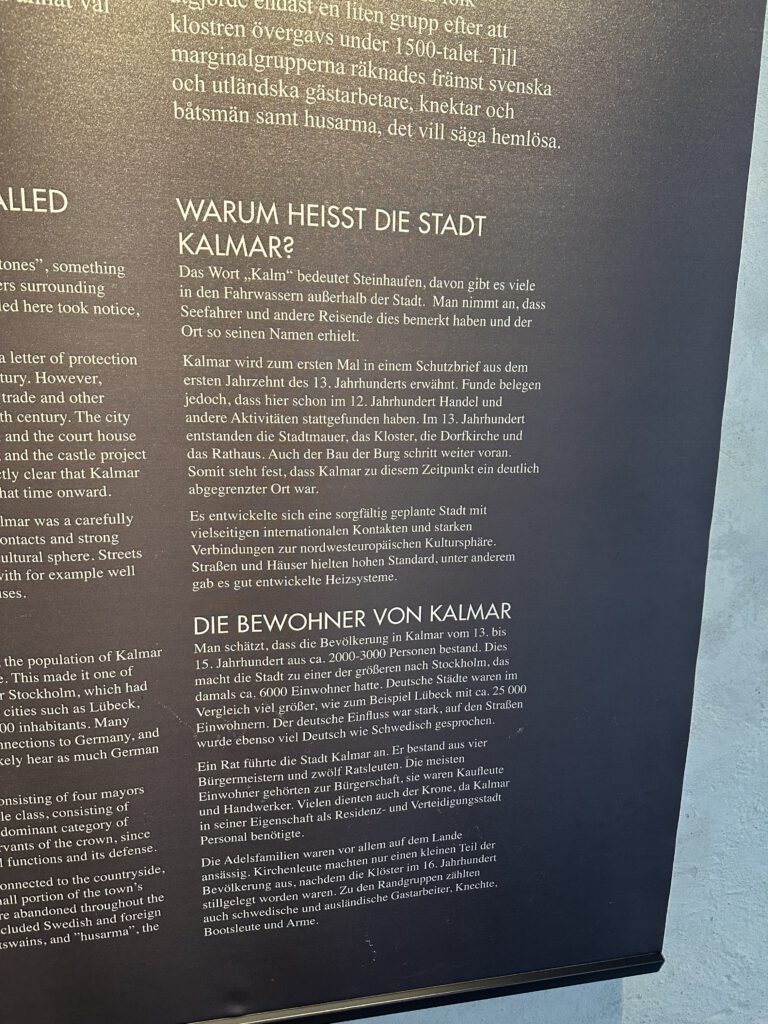 utgjorde endast en liten grupp efter att
klostren övergavs under 1500-talet. Till
marginalgrupperna räknades främst svenska
och utländska gästarbetare, knektar och
båtsmän samt husarma, det vill säga hemlösa.
ALLED
tones”, something
ers surrounding
ed here took notice,
a letter of protection
tury. However,
trade and other
th century. The city
and the court house
and the castle project
ctly clear that Kalmar
hat time onward.
lmar was a carefully
ontacts and strong
ultural sphere. Streets
with for example well
uses.
the population of Kalmar
e. This made it one of
r Stockholm, which had
cities such as Lübeck,
00 inhabitants. Many
nnections to Germany, and
kely hear as much German
onsisting of four mayors
le class, consisting of
dominant category of
rvants of the crown, since
l functions and its defense.
onnected to the countryside,
all portion of the town’s
re abandoned throughout the
cluded Swedish and foreign
tswains, and ”husarma”, the
WARUM HEISST DIE STADT
KALMAR?
Das Wort „Kalm“ bedeutet Steinhaufen, davon gibt es viele
in den Fahrwassern außerhalb der Stadt. Man nimmt an, dass
Seefahrer und andere Reisende dies bemerkt haben und der
Ort so seinen Namen erhielt.
Kalmar wird zum ersten Mal in einem Schutzbrief aus dem
ersten Jahrzehnt des 13. Jahrhunderts erwähnt. Funde belegen
jedoch, dass hier schon im 12. Jahrhundert Handel und
andere Aktivitäten stattgefunden haben. Im 13. Jahrhundert
entstanden die Stadtmauer, das Kloster, die Dorfkirche und
das Rathaus. Auch der Bau der Burg schritt weiter voran.
Somit steht fest, dass Kalmar zu diesem Zeitpunkt ein deutlich
abgegrenzter Ort war.
Es entwickelte sich eine sorgfältig geplante Stadt mit
vielseitigen internationalen Kontakten und starken
Verbindungen zur nordwesteuropäischen Kultursphäre.
Straßen und Häuser hielten hohen Standard, unter anderem
gab es gut entwickelte Heizsysteme.
DIE BEWOHNER VON KALMAR
Man schätzt, dass die Bevölkerung in Kalmar vom 13. bis
15. Jahrhundert aus ca. 2000-3000 Personen bestand. Dies
macht die Stadt zu einer der größeren nach Stockholm, das
damals ca. 6000 Einwohner hatte. Deutsche Städte waren im
Vergleich viel größer, wie zum Beispiel Lübeck mit ca. 25 000
Einwohnern. Der deutsche Einfluss war stark, auf den Straßen
wurde ebenso viel Deutsch wie Schwedisch gesprochen.
Ein Rat führte die Stadt Kalmar an. Er bestand aus vier
Bürgermeistern und zwölf Ratsleuten. Die meisten
Einwohner gehörten zur Bürgerschaft, sie waren Kaufleute
und Handwerker. Vielen dienten auch der Krone, da Kalmar
in seiner Eigenschaft als Residenz- und Verteidigungsstadt
Personal benötigte.
Die Adelsfamilien waren vor allem auf dem Lande
ansässig. Kirchenleute machten nur einen kleinen Teil der
Bevölkerung aus, nachdem die Klöster im 16. Jahrhundert
stillgelegt worden waren. Zu den Randgruppen zählten
auch schwedische und ausländische Gastarbeiter, Knechte,
Bootsleute und Arme.